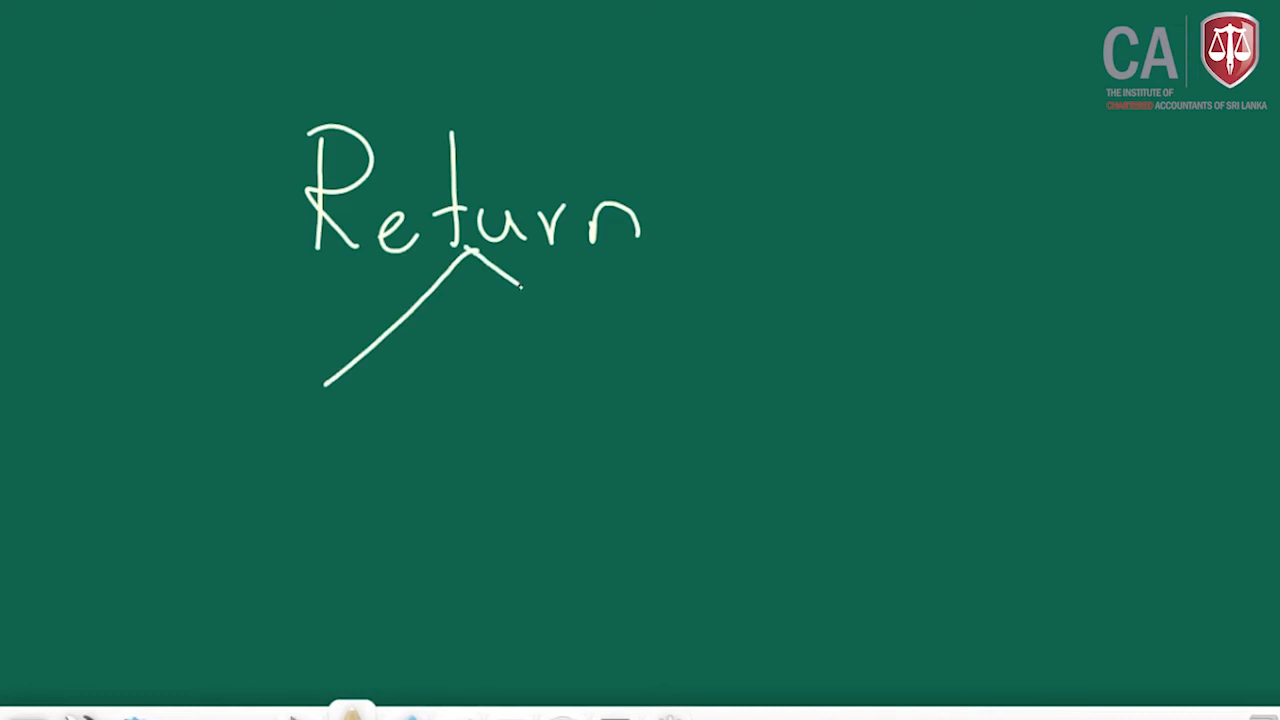 CA
THE INSTITUTE OF
CHARTERED ACCOUNTANTS OF SRI LANKA
Return